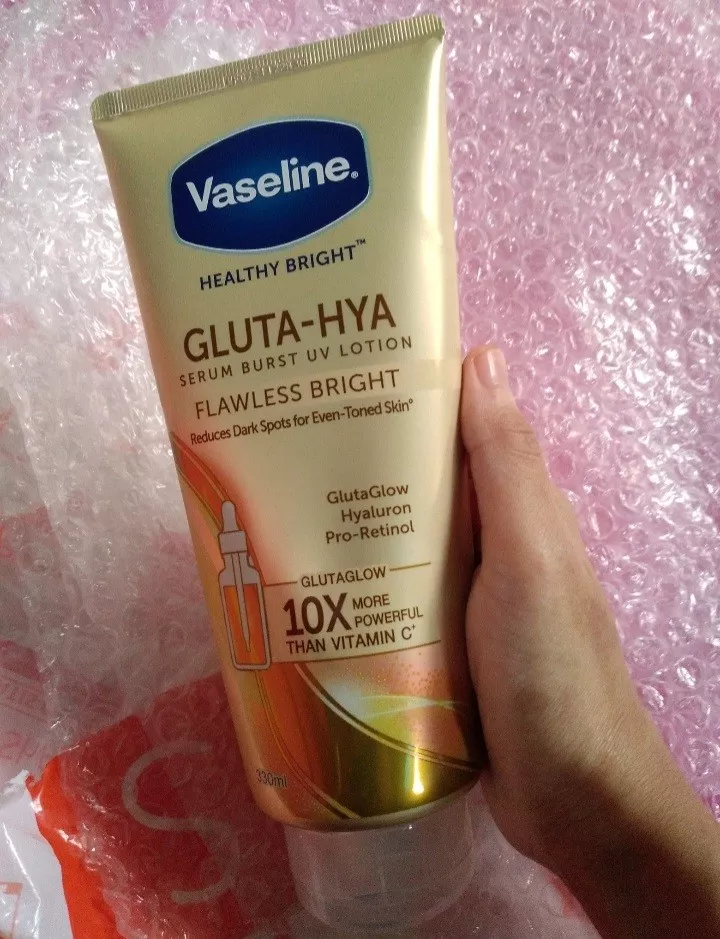 Vaseline®
HEALTHY BRIGHT™
GLUTA-HYA
SERUM BURST UV LOTION
FLAWLESS BRIGHT
Reduces Dark Spots for Even-Toned Skin°
GlutaGlow
Hyaluron
Pro-Retinol
GLUTAGLOW
10X MORE
POWERFUL
THAN VITAMIN C⁺
330ml
S